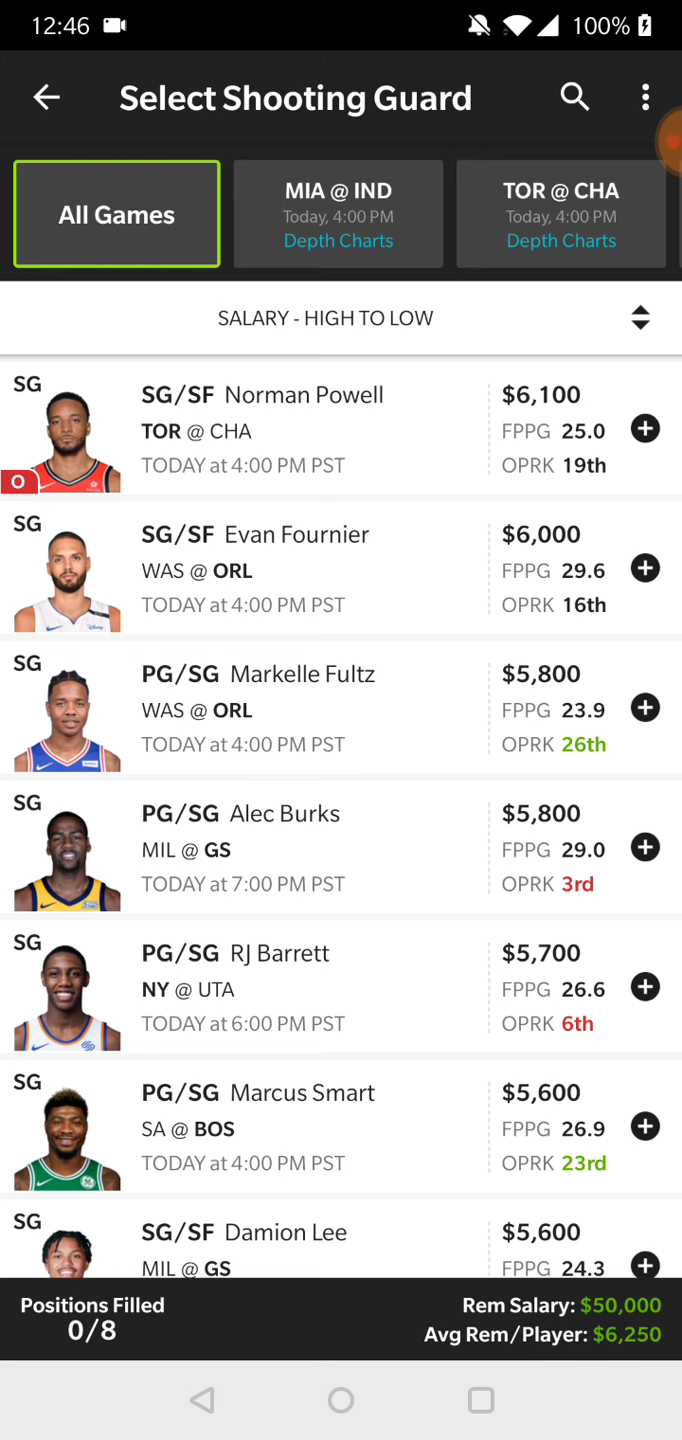 12:46
100%
Select Shooting Guard
All Games
MIA @ IND
Today, 4:00 PM
Depth Charts
TOR @ CHA
Today, 4:00 PM
Depth Charts
SALARY - HIGH TO LOW
SG
O
SG/SF Norman Powell
TOR @ CHA
TODAY at 4:00 PM PST
$6,100
FPPG 25.0
OPRK 19th
SG
SG/SF Evan Fournier
WAS @ ORL
TODAY at 4:00 PM PST
$6,000
FPPG 29.6
OPRK 16th
SG
PG/SG Markelle Fultz
WAS @ ORL
TODAY at 4:00 PM PST
$5,800
FPPG 23.9
OPRK 26th
SG
PG/SG Alec Burks
MIL @ GS
TODAY at 7:00 PM PST
$5,800
FPPG 29.0
OPRK 3rd
SG
PG/SG RJ Barrett
NY @ UTA
TODAY at 6:00 PM PST
$5,700
FPPG 26.6
OPRK 6th
SG
PG/SG Marcus Smart
SA @ BOS
TODAY at 4:00 PM PST
$5,600
FPPG 26.9
OPRK 23rd
SG
SG/SF Damion Lee
MIL @ GS
$5,600
FPPG 24.3
Positions Filled
0/8
Rem Salary: $50,000
Avg Rem/Player: $6,250